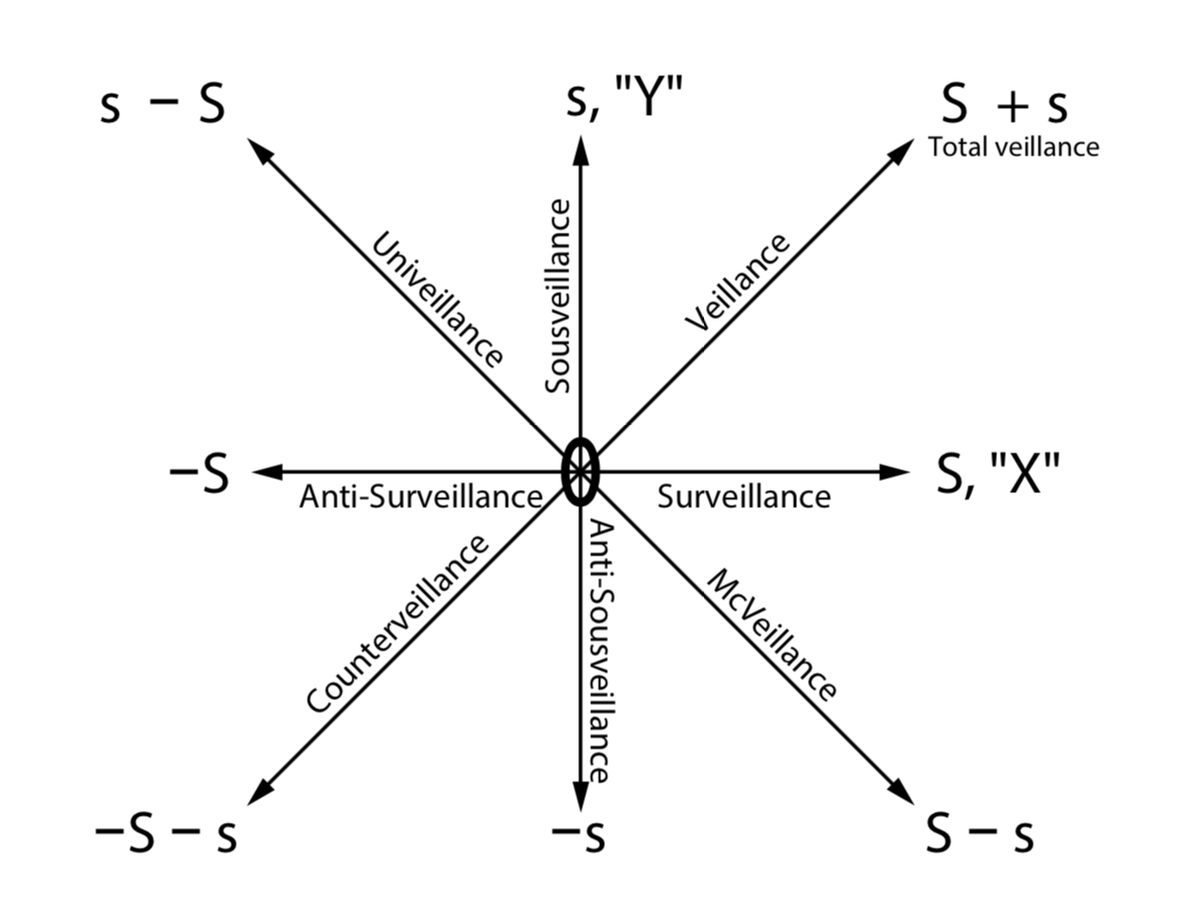 s − S
s, "Y"
S + s
Total veillance
Univeillance
Sousveillance
Veillance
−S
0
S, "X"
Anti-Surveillance
Surveillance
Counterveillance
Anti-Sousveillance
McVeillance
−S − s
−s
S − s